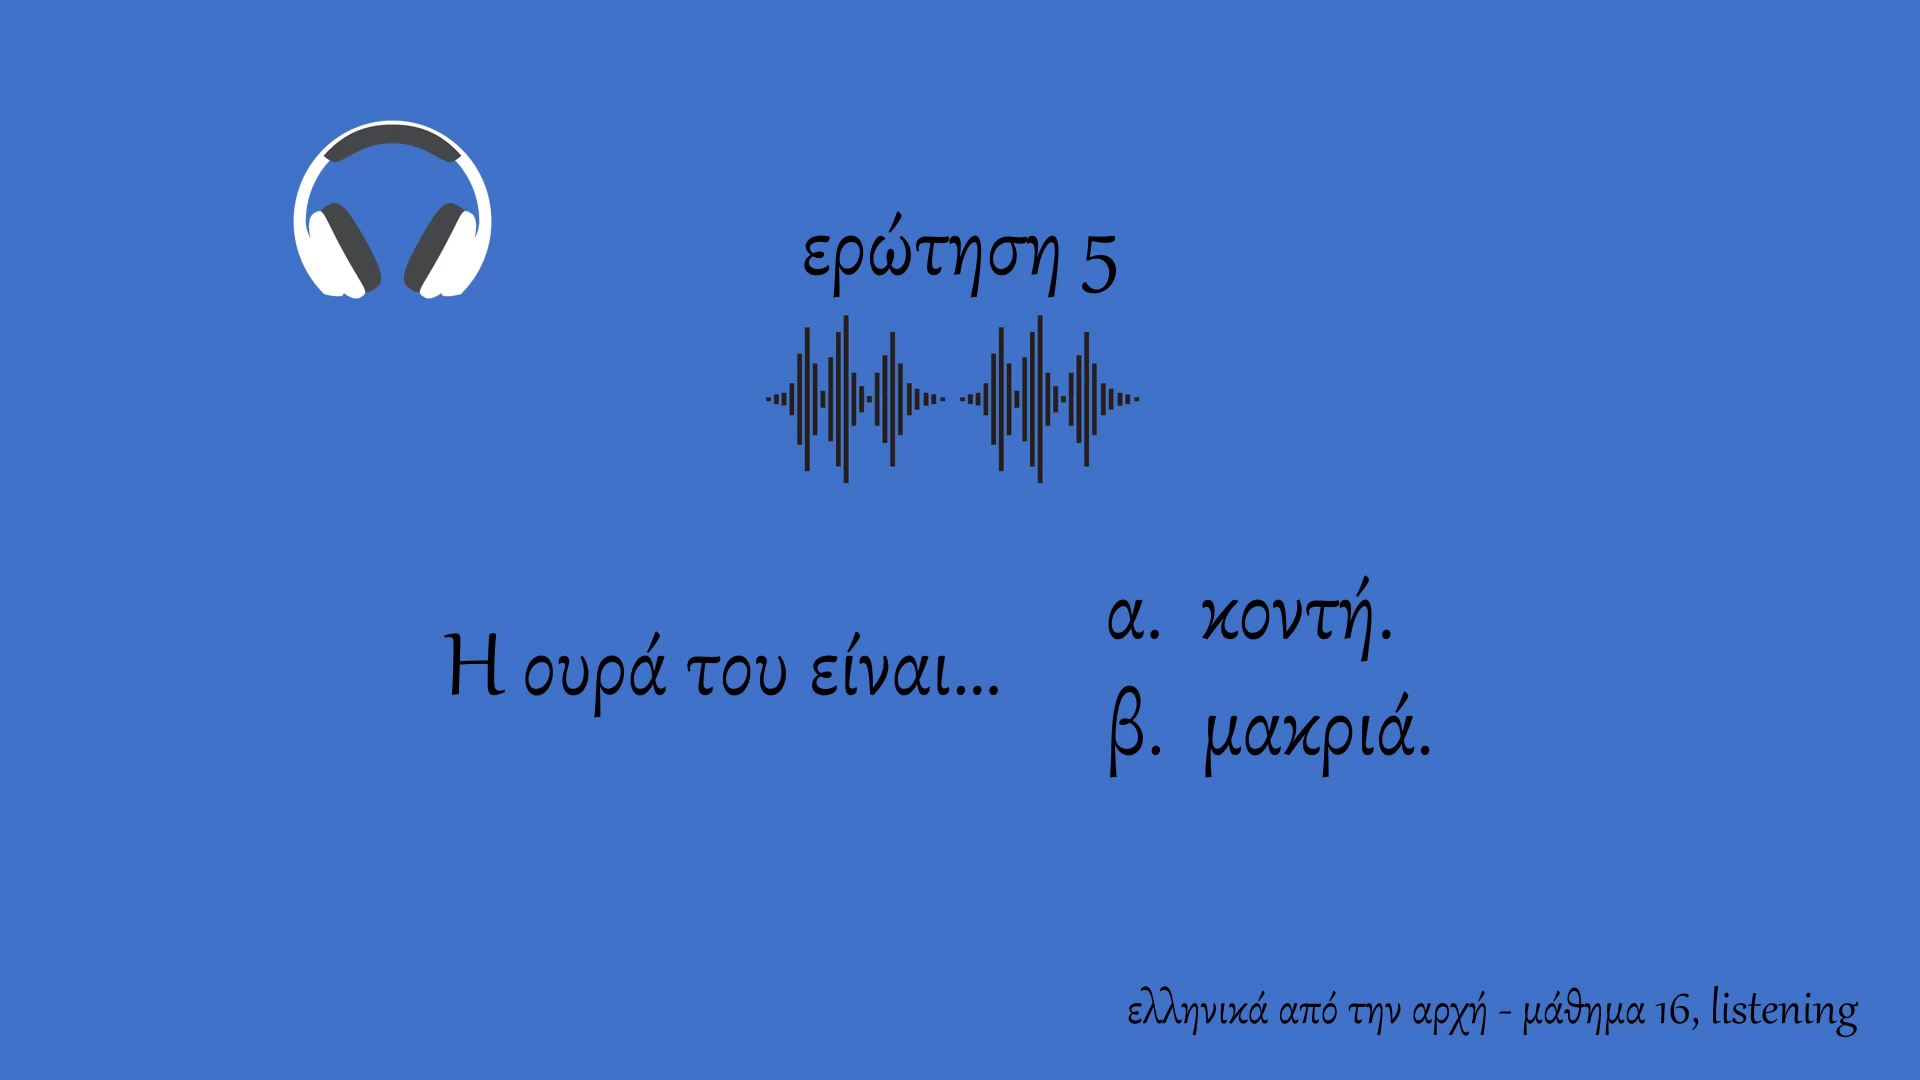 ερώτηση 5
Η ουρά του είναι...
α. κοντή.
β. μακριά.
ελληνικά από την αρχή - μάθημα 16, listening